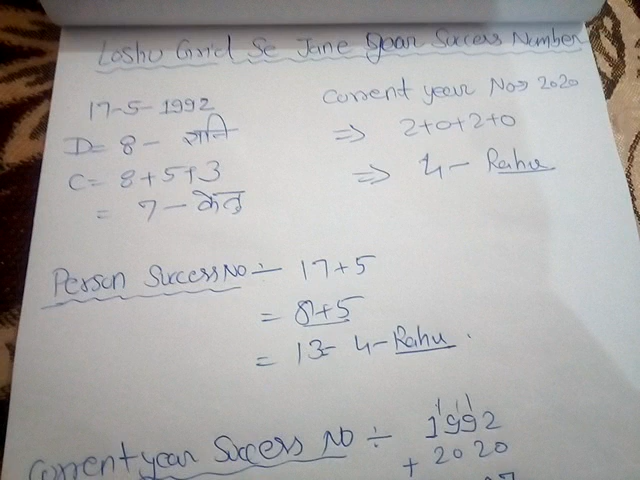 Loshu Grid Se Jane your Success Number
17-5-1992
D= 8 - शनि
C= 8+5+3
= 7 - केतु
Current year No→ 2020
⇒ 2+0+2+0
⇒ 4- Rahu
Person Success No ÷ 17+5
= 8+5
= 13- 4- Rahu.
Current year Success No ÷ 1992
+ 2020